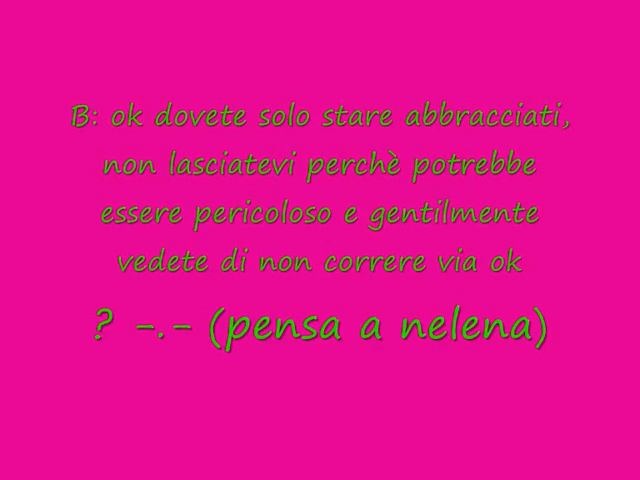 B: ok dovete solo stare abbracciati,
non lasciatevi perchè potrebbe
essere pericoloso e gentilmente
vedete di non correre via ok
? -.- (pensa a nelena)